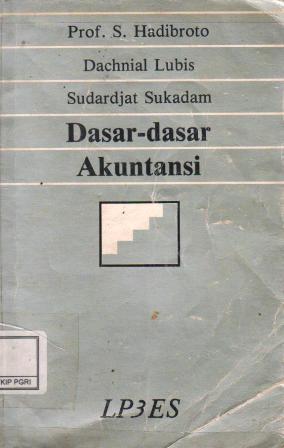 Prof. S. Hadibroto
Dachnial Lubis
Sudardjat Sukadam
Dasar-dasar
Akuntansi
KIP PGRI
LP3ES